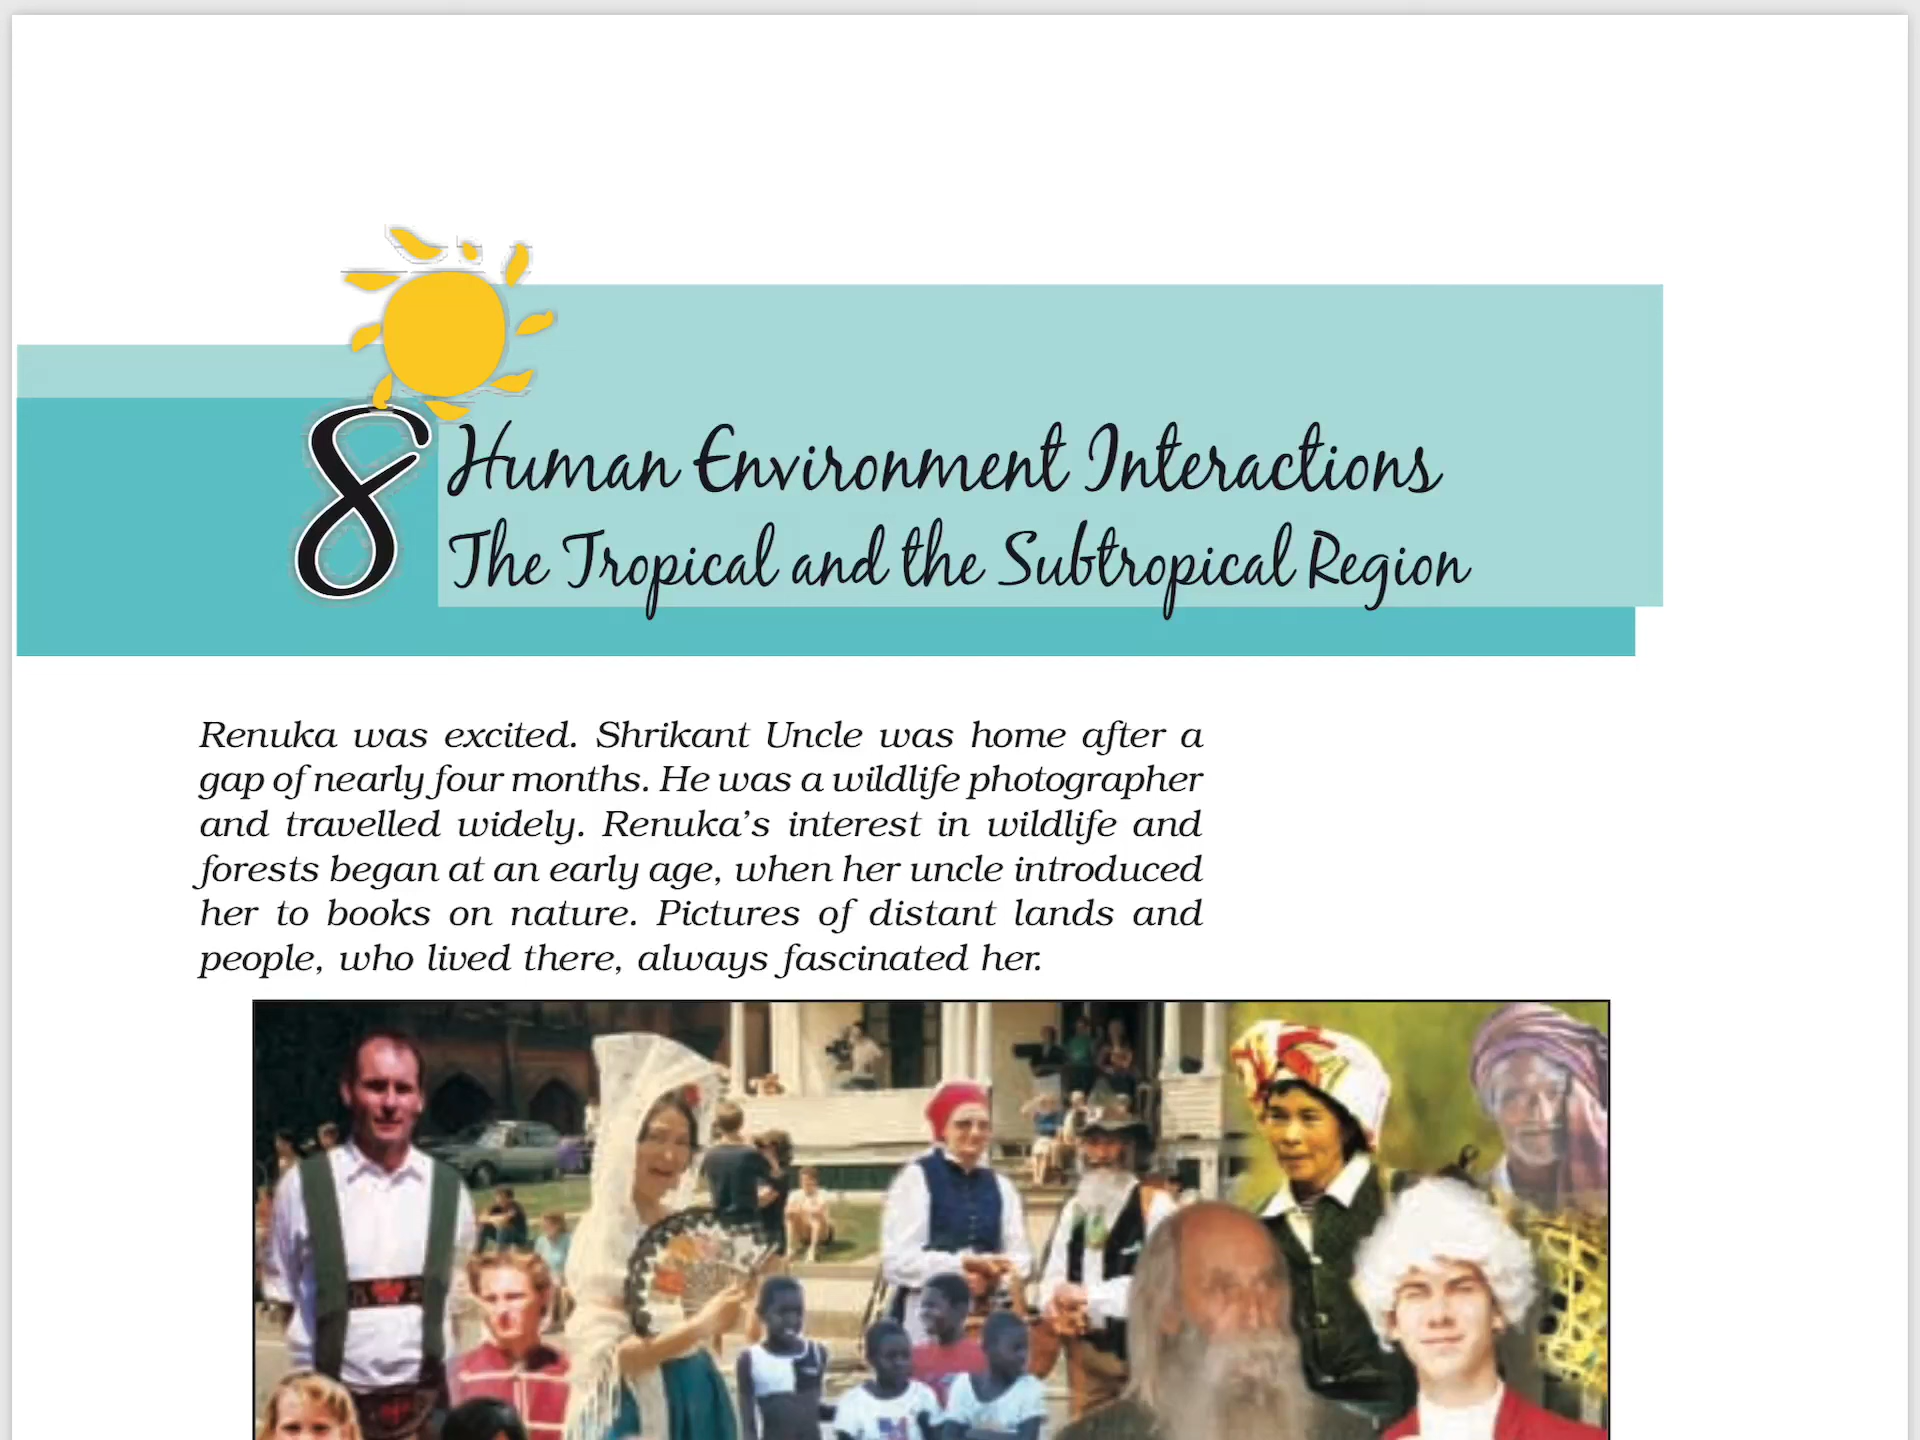 8
Human Environment Interactions
The Tropical and the Subtropical Region
Renuka was excited. Shrikant Uncle was home after a
gap of nearly four months. He was a wildlife photographer
and travelled widely. Renuka’s interest in wildlife and
forests began at an early age, when her uncle introduced
her to books on nature. Pictures of distant lands and
people, who lived there, always fascinated her.